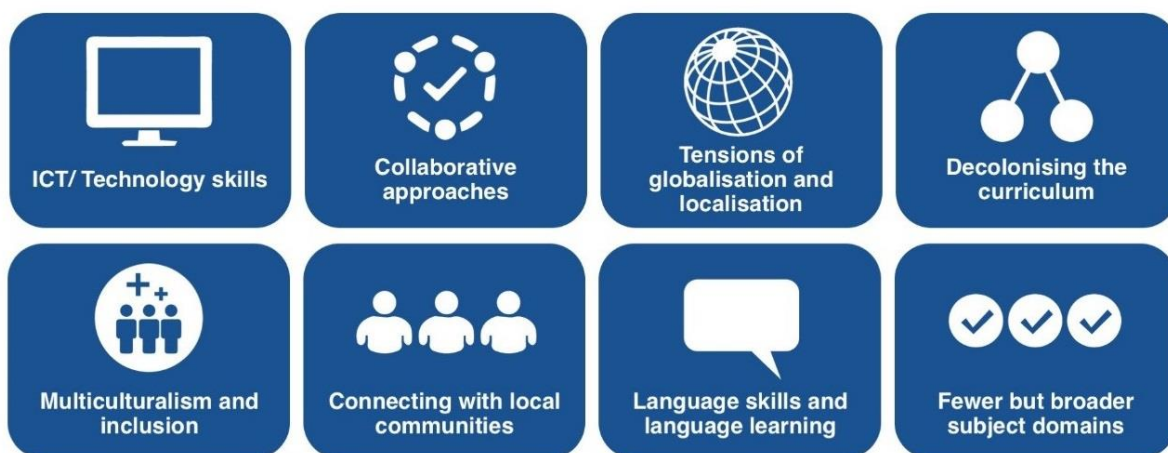 ICT/ Technology skills
Collaborative
approaches
Tensions of
globalisation and
localisation
Decolonising the
curriculum
Multiculturalism and
inclusion
Connecting with local
communities
Language skills and
language learning
Fewer but broader
subject domains